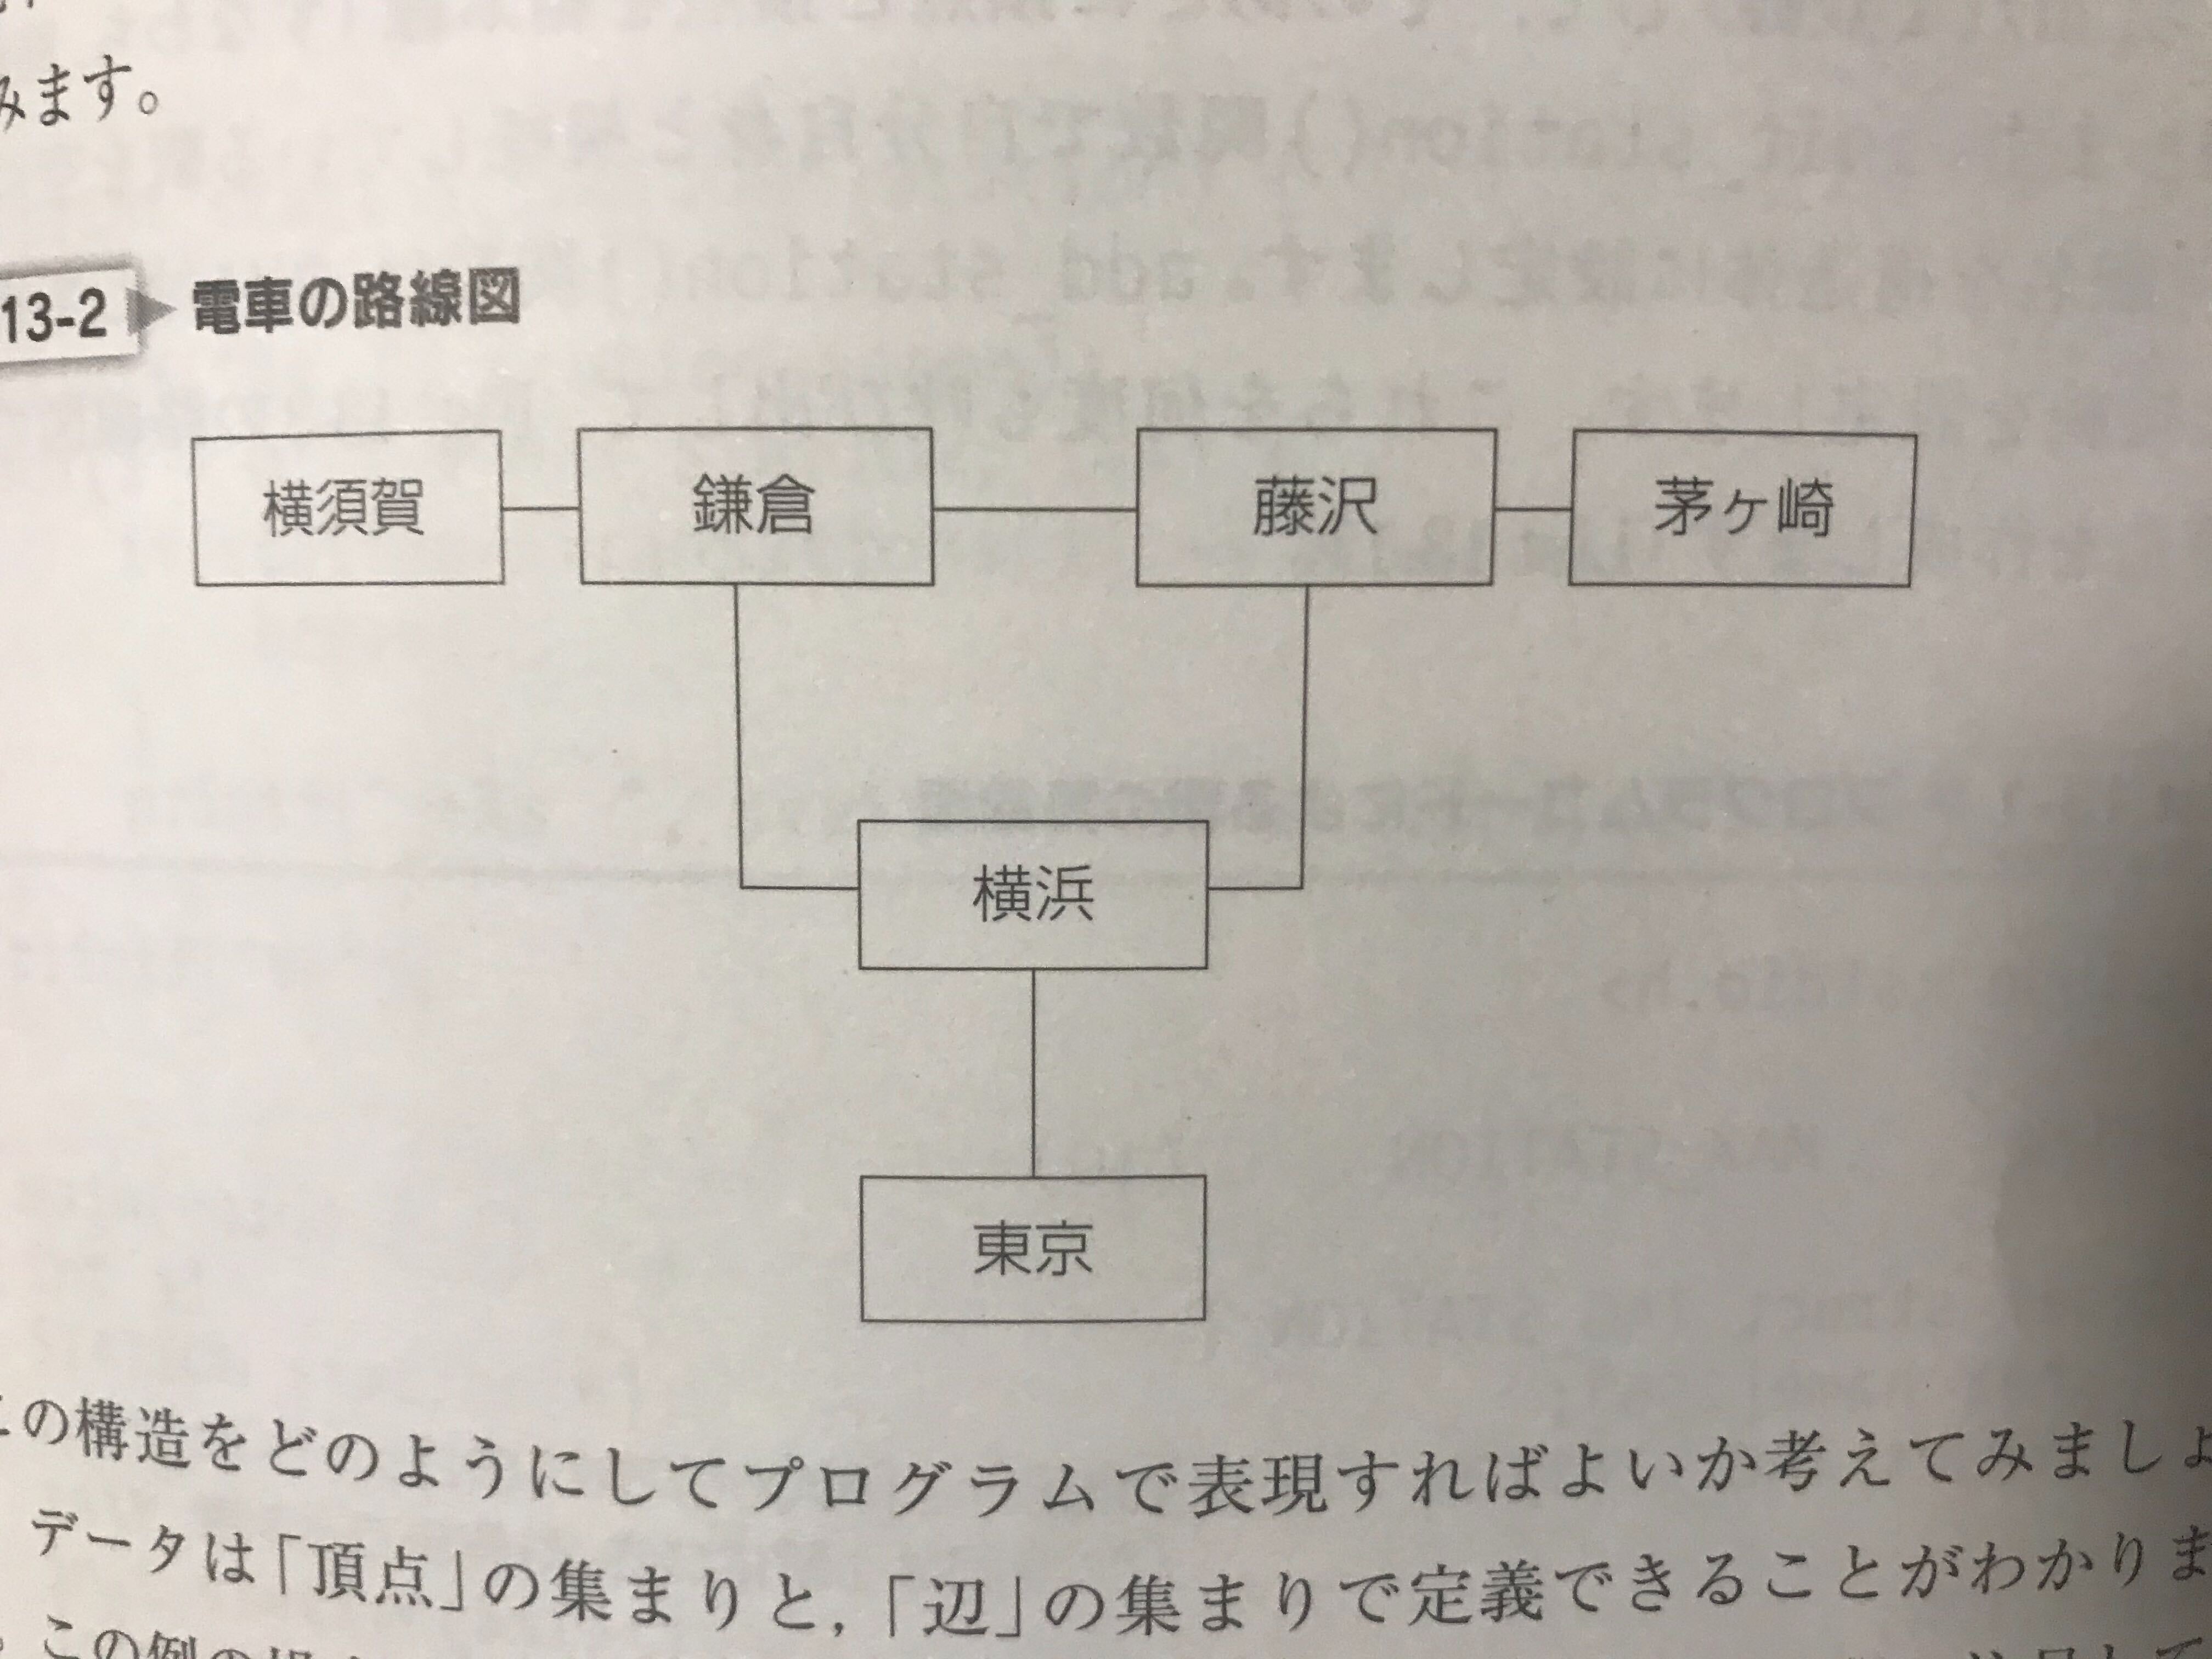 みます。
13-2 ▶ 電車の路線図
横須賀 鎌倉 藤沢 茅ヶ崎
横浜
東京
の構造をどのようにしてプログラムで表現すればよいか考えてみましょ
データは「頂点」の集まりと，「辺」の集まりで定義できることがわかりま
この例の